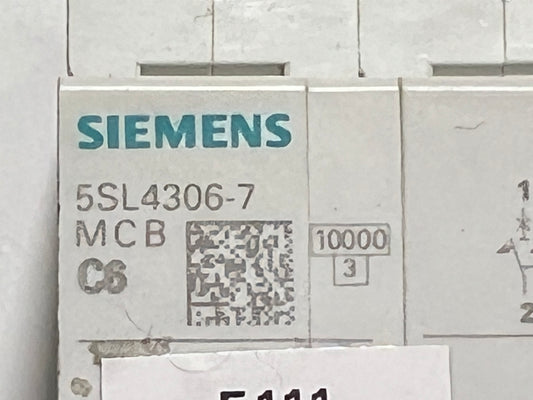 SIEMENS
5SL4306-7
MCB
C6
10000
3
1
2